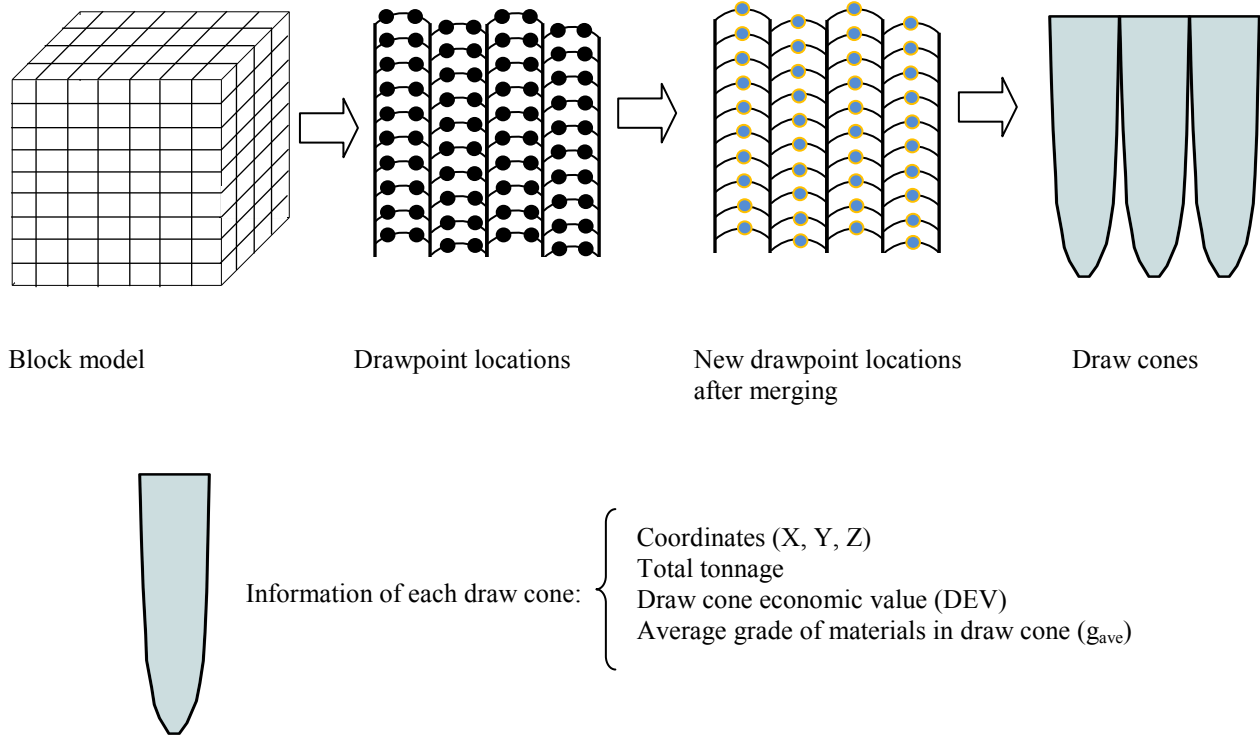 Block model
Drawpoint locations
New drawpoint locations
after merging
Draw cones
Information of each draw cone:
Coordinates (X, Y, Z)
Total tonnage
Draw cone economic value (DEV)
Average grade of materials in draw cone (gave)